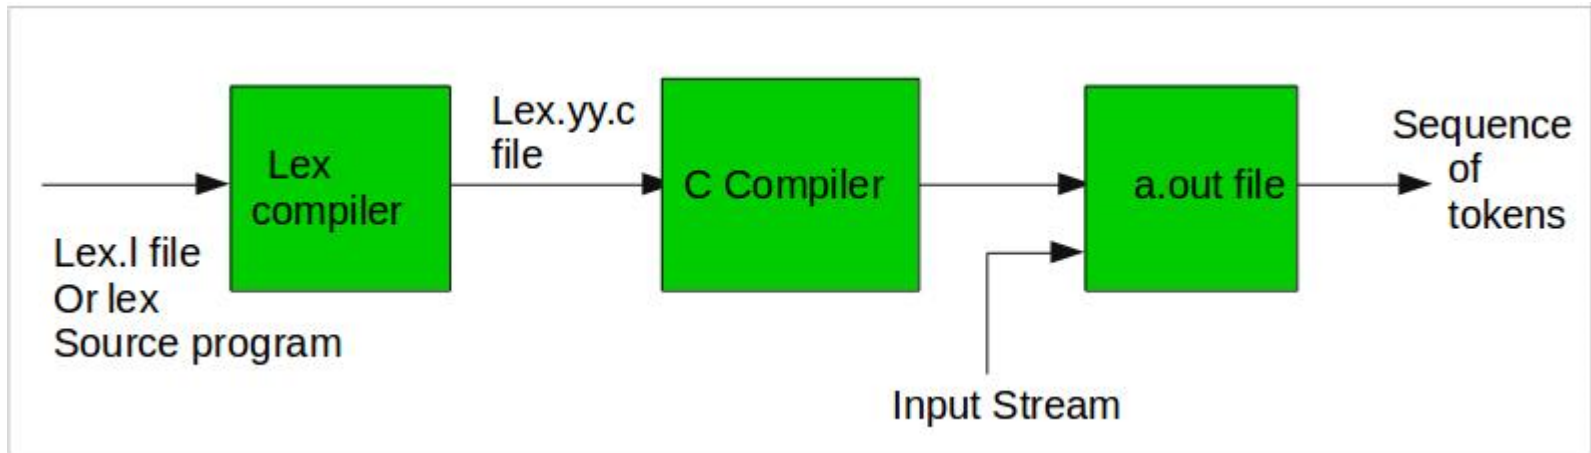 Lex.l file
Or lex
Source program
Lex
compiler
Lex.yy.c
file
C Compiler
a.out file
Input Stream
Sequence
of
tokens